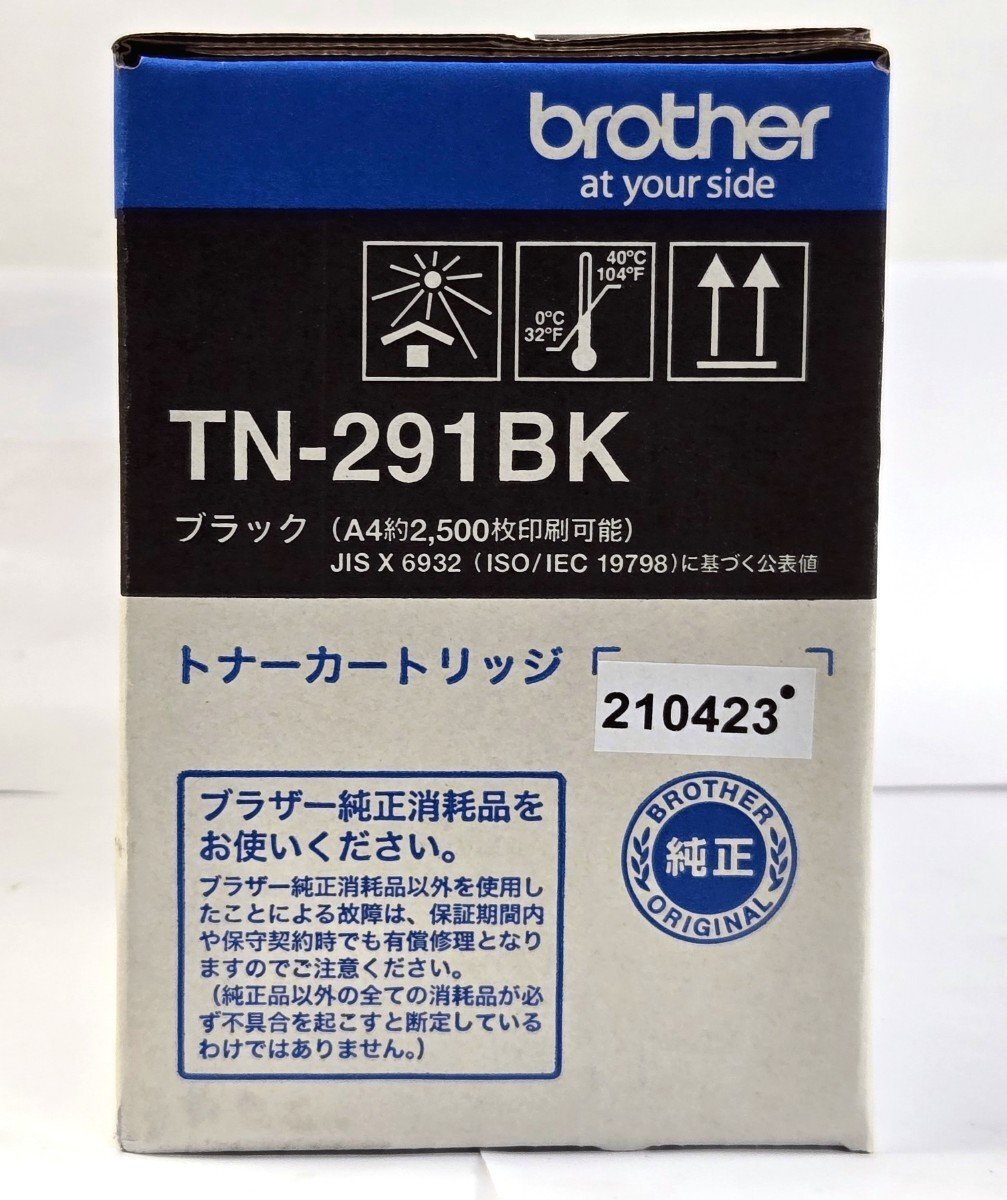 brother
at your side
40°C
104°F
0°C
32°F
TN-291BK
ブラック（A4約2,500枚印刷可能）
JIS X 6932（ISO/IEC 19798）に基づく公表値
トナーカートリッジ
210423
ブラザー純正消耗品を
お使いください。
ブラザー純正消耗品以外を使用し
たことによる故障は、保証期間内
や保守契約時でも有償修理となり
ますのでご注意ください。
（純正品以外の全ての消耗品が必
ず不具合を起こすと断定している
わけではありません。）
BROTHER
純正
ORIGINAL